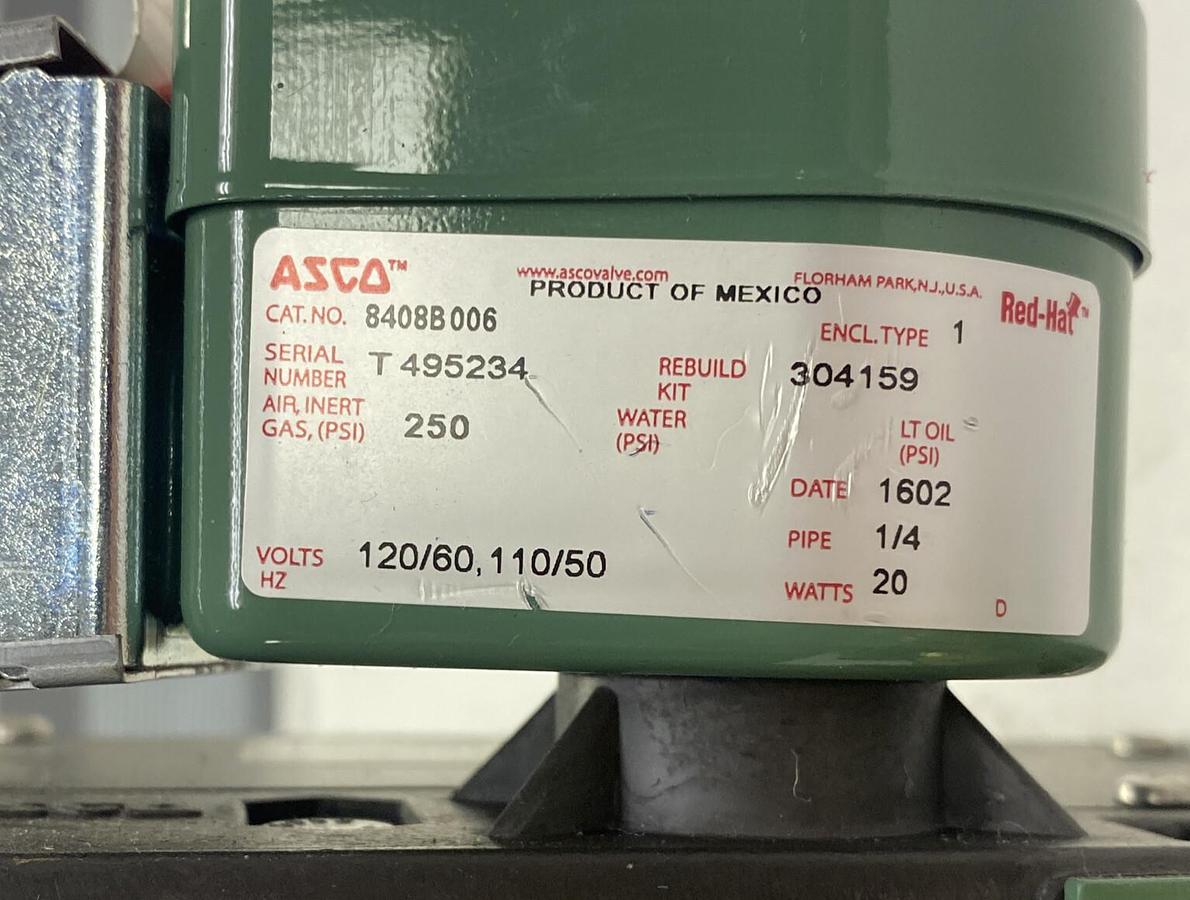 ASCO™
www.ascovalve.com
FLORHAM PARK,N.J.,U.S.A.
PRODUCT OF MEXICO
Red-Hat™
CAT. NO. 8408B006
ENCL. TYPE 1
SERIAL NUMBER T 495234
REBUILD KIT 304159
AIR, INERT GAS, (PSI) 250
WATER (PSI)
LT OIL (PSI)
DATE 1602
PIPE 1/4
VOLTS HZ 120/60, 110/50
WATTS 20
D